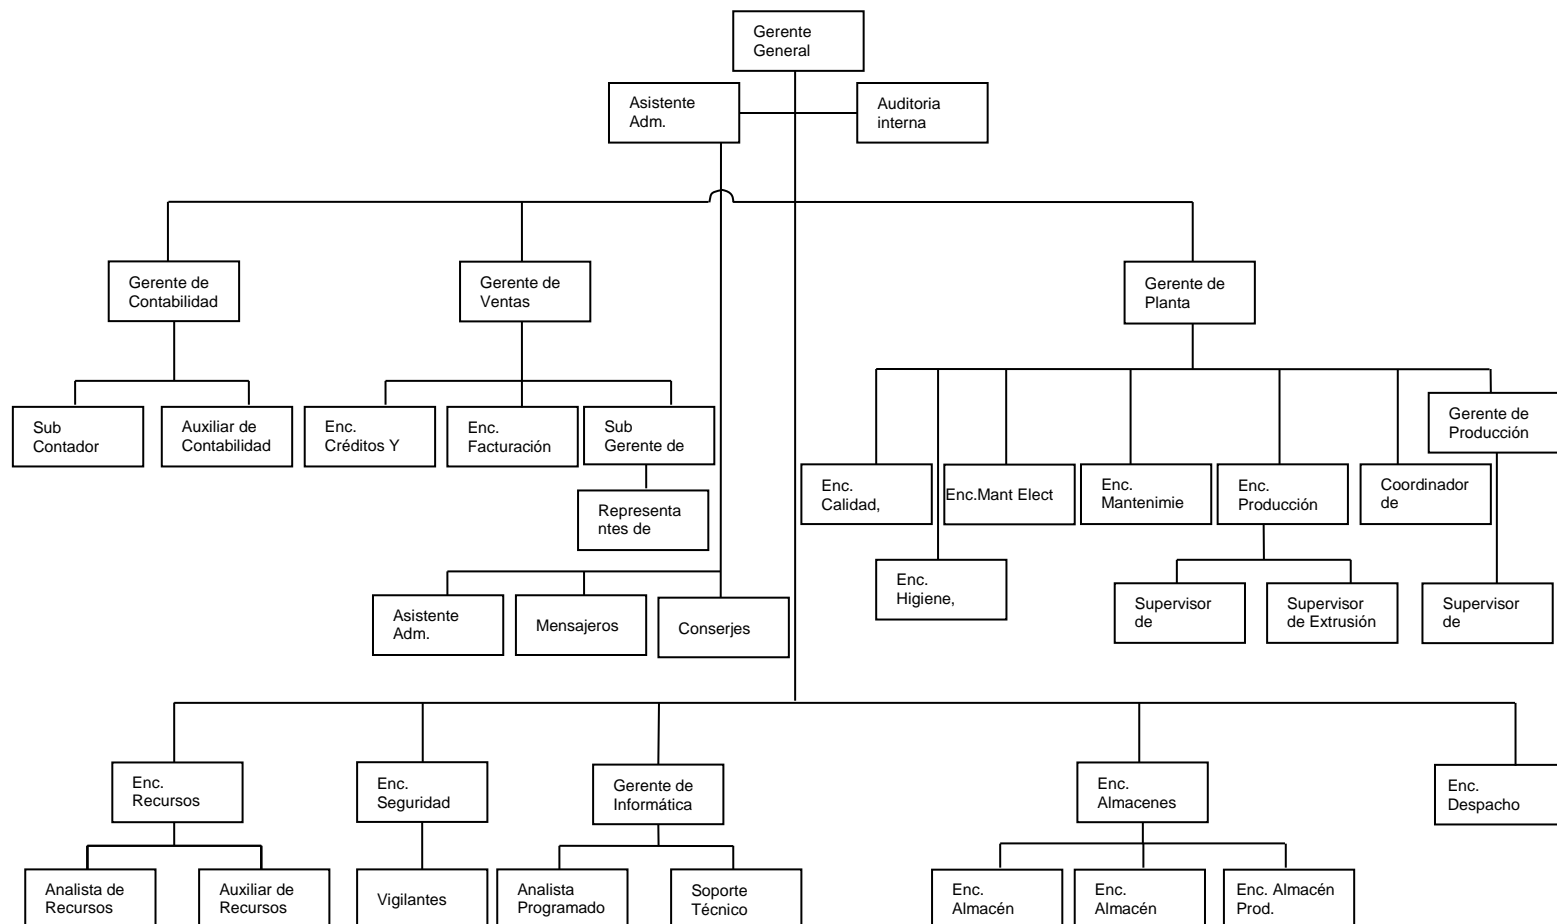 Gerente
General
Asistente
Adm.
Auditoria
interna
Gerente de
Contabilidad
Gerente de
Ventas
Gerente de
Planta
Sub
Contador
Auxiliar de
Contabilidad
Enc.
Créditos Y
Enc.
Facturación
Sub
Gerente de
Gerente de
Producción
Representa
ntes de
Enc.
Calidad,
Enc.Mant Elect
Enc.
Mantenimie
Enc.
Producción
Coordinador
de
Enc.
Higiene,
Supervisor
de
Supervisor
de Extrusión
Supervisor
de
Asistente
Adm.
Mensajeros
Conserjes
Enc.
Recursos
Enc.
Seguridad
Gerente de
Informática
Enc.
Almacenes
Enc.
Despacho
Analista de
Recursos
Auxiliar de
Recursos
Vigilantes
Analista
Programado
Soporte
Técnico
Enc.
Almacén
Enc.
Almacén
Enc. Almacén
Prod.